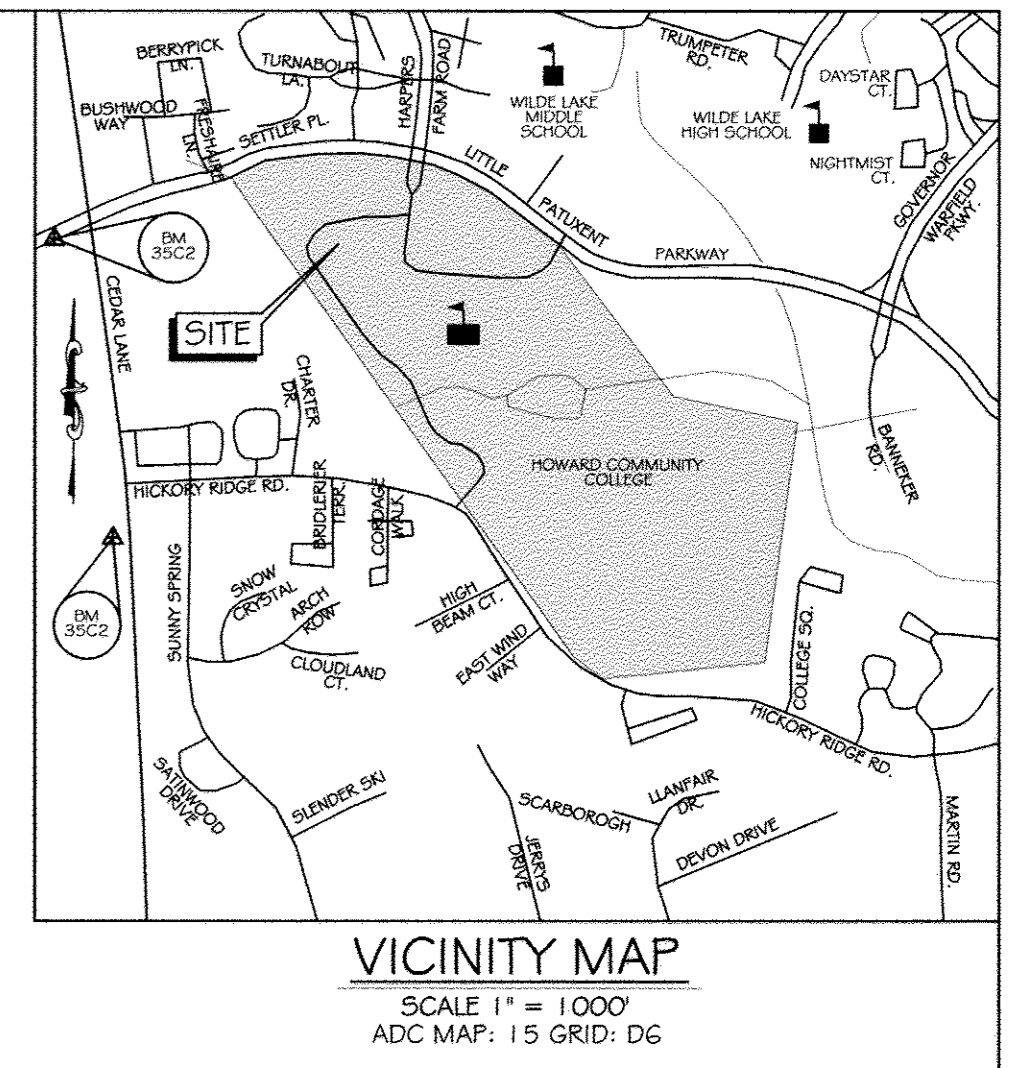 BERRYPICK
LN.
TURNABOUT
LA.
HARPERS
FARM ROAD
TRUMPETER
RD.
DAYSTAR
CT.
BUSHWOOD
WAY
FRESHAIRE
LN.
SETTLER PL.
WILDE LAKE
MIDDLE
SCHOOL
WILDE LAKE
HIGH SCHOOL
NIGHTMIST
CT.
GOVERNOR
WARFIELD
PKWY.
LITTLE
PATUXENT
PARKWAY
BM
35C2
CEDAR LANE
SITE
CHARTER
DR.
HOWARD COMMUNITY
COLLEGE
BANNEKER
RD.
HICKORY RIDGE RD.
BRIDLERIER
TERR.
CORDAGE
WALK
SUNNY SPRING
SNOW
CRYSTAL
ARCH
ROW
CLOUDLAND
CT.
BM
35C2
HIGH
BEAM CT.
EAST WIND
WAY
COLLEGE SQ.
HICKORY RIDGE RD.
SATINWOOD
DRIVE
SLENDER SKI
JERRYS
DRIVE
SCARBOROGH
LLANFAIR
DR.
DEVON DRIVE
MARTIN RD.
VICINITY MAP
SCALE 1" = 1000'
ADC MAP: 15 GRID: D6